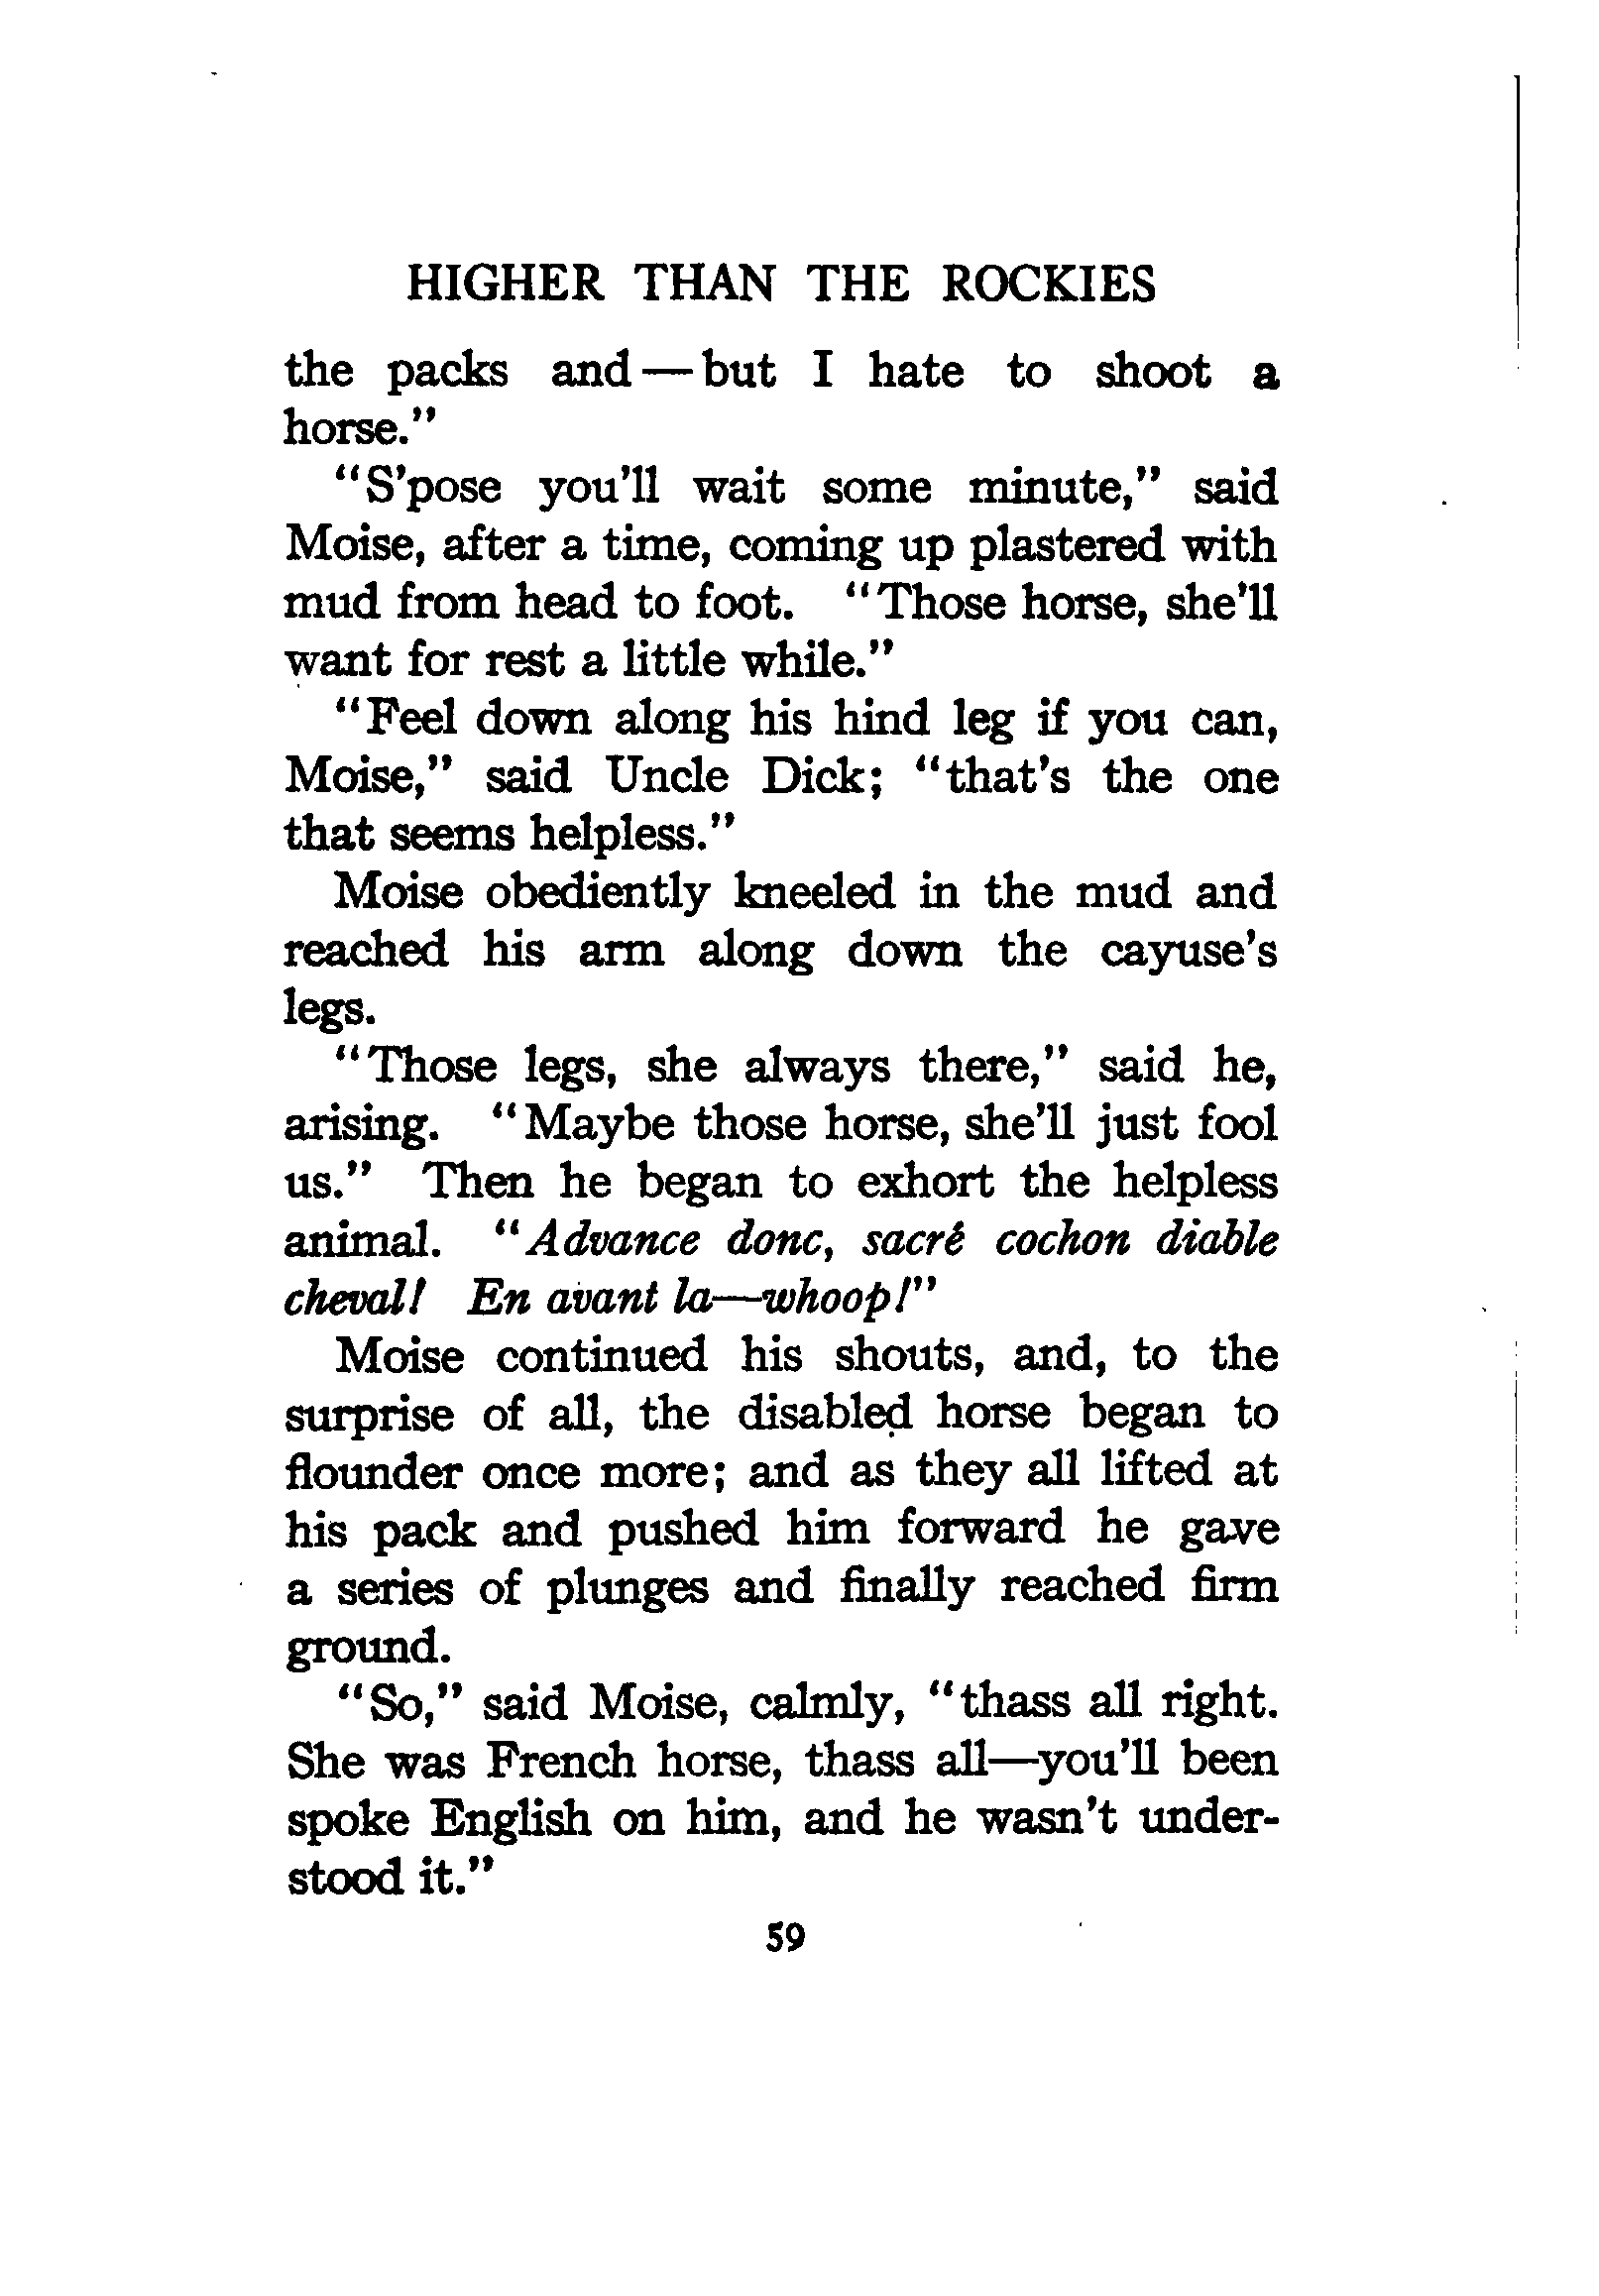 HIGHER THAN THE ROCKIES
the packs and—but I hate to shoot a
horse."
"S'pose you'll wait some minute," said
Moise, after a time, coming up plastered with
mud from head to foot. "Those horse, she'll
want for rest a little while."
"Feel down along his hind leg if you can,
Moise," said Uncle Dick; "that's the one
that seems helpless."
Moise obediently kneeled in the mud and
reached his arm along down the cayuse's
legs.
"Those legs, she always there," said he,
arising. "Maybe those horse, she'll just fool
us." Then he began to exhort the helpless
animal. "Advance donc, sacré cochon diable
cheval! En avant la—whoop!"
Moise continued his shouts, and, to the
surprise of all, the disabled horse began to
flounder once more; and as they all lifted at
his pack and pushed him forward he gave
a series of plunges and finally reached firm
ground.
"So," said Moise, calmly, "thass all right.
She was French horse, thass all—you'll been
spoke English on him, and he wasn't under-
stood it."
59